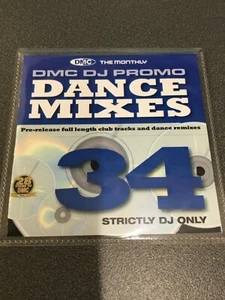 DMC THE MONTHLY
DMC DJ PROMO
DANCE
MIXES
Pre-release full length club tracks and dance remixes
34
STRICTLY DJ ONLY